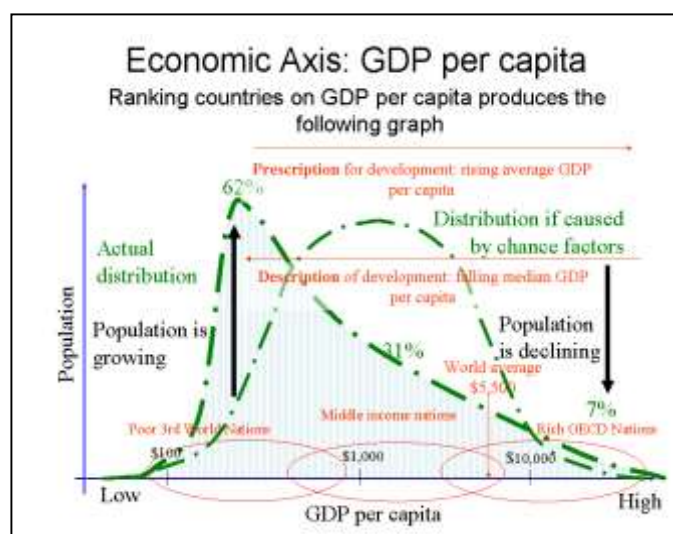 Economic Axis: GDP per capita
Ranking countries on GDP per capita produces the
following graph
Prescription for development: rising average GDP
per capita
62%
Actual
distribution
Distribution if caused
by chance factors
Description of development: falling median GDP
per capita
Population
Population is
growing
Population
is declining
31%
World average
$5,500
7%
Poor 3rd World Nations
Middle income nations
Rich OECD Nations
$100
$1,000
$10,000
Low
GDP per capita
High